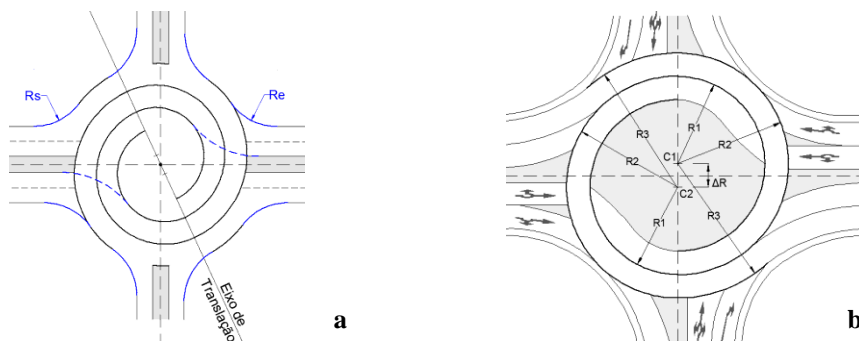 Rs
Re
Eixo de
Translação
a
R3
R1
R2
R2
C1
ΔR
C2
R1
R3
b